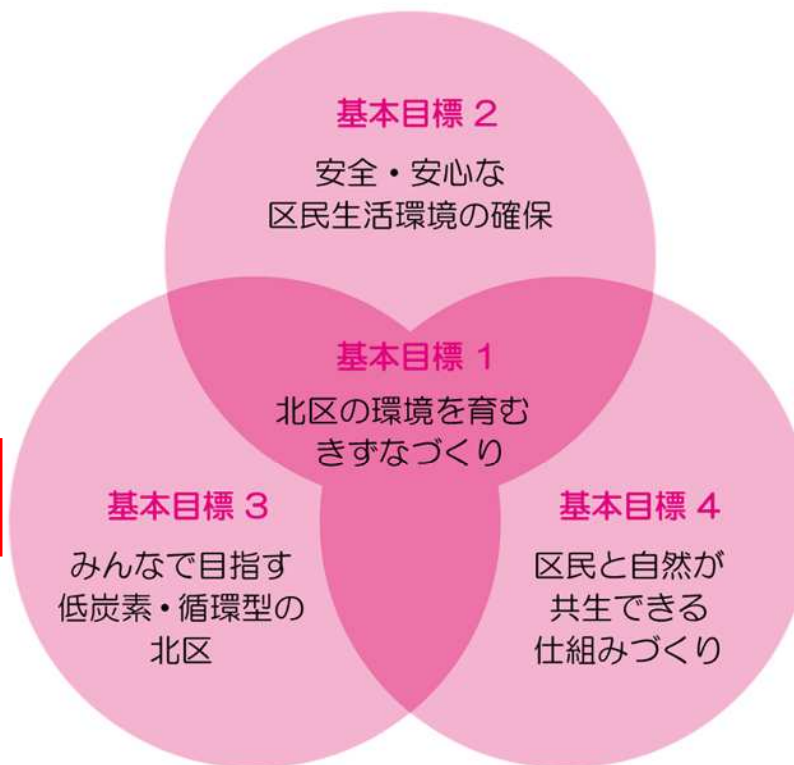 基本目標 2
安全・安心な
区民生活環境の確保
基本目標 1
北区の環境を育む
きずなづくり
基本目標 3
みんなで目指す
低炭素・循環型の
北区
基本目標 4
区民と自然が
共生できる
仕組みづくり